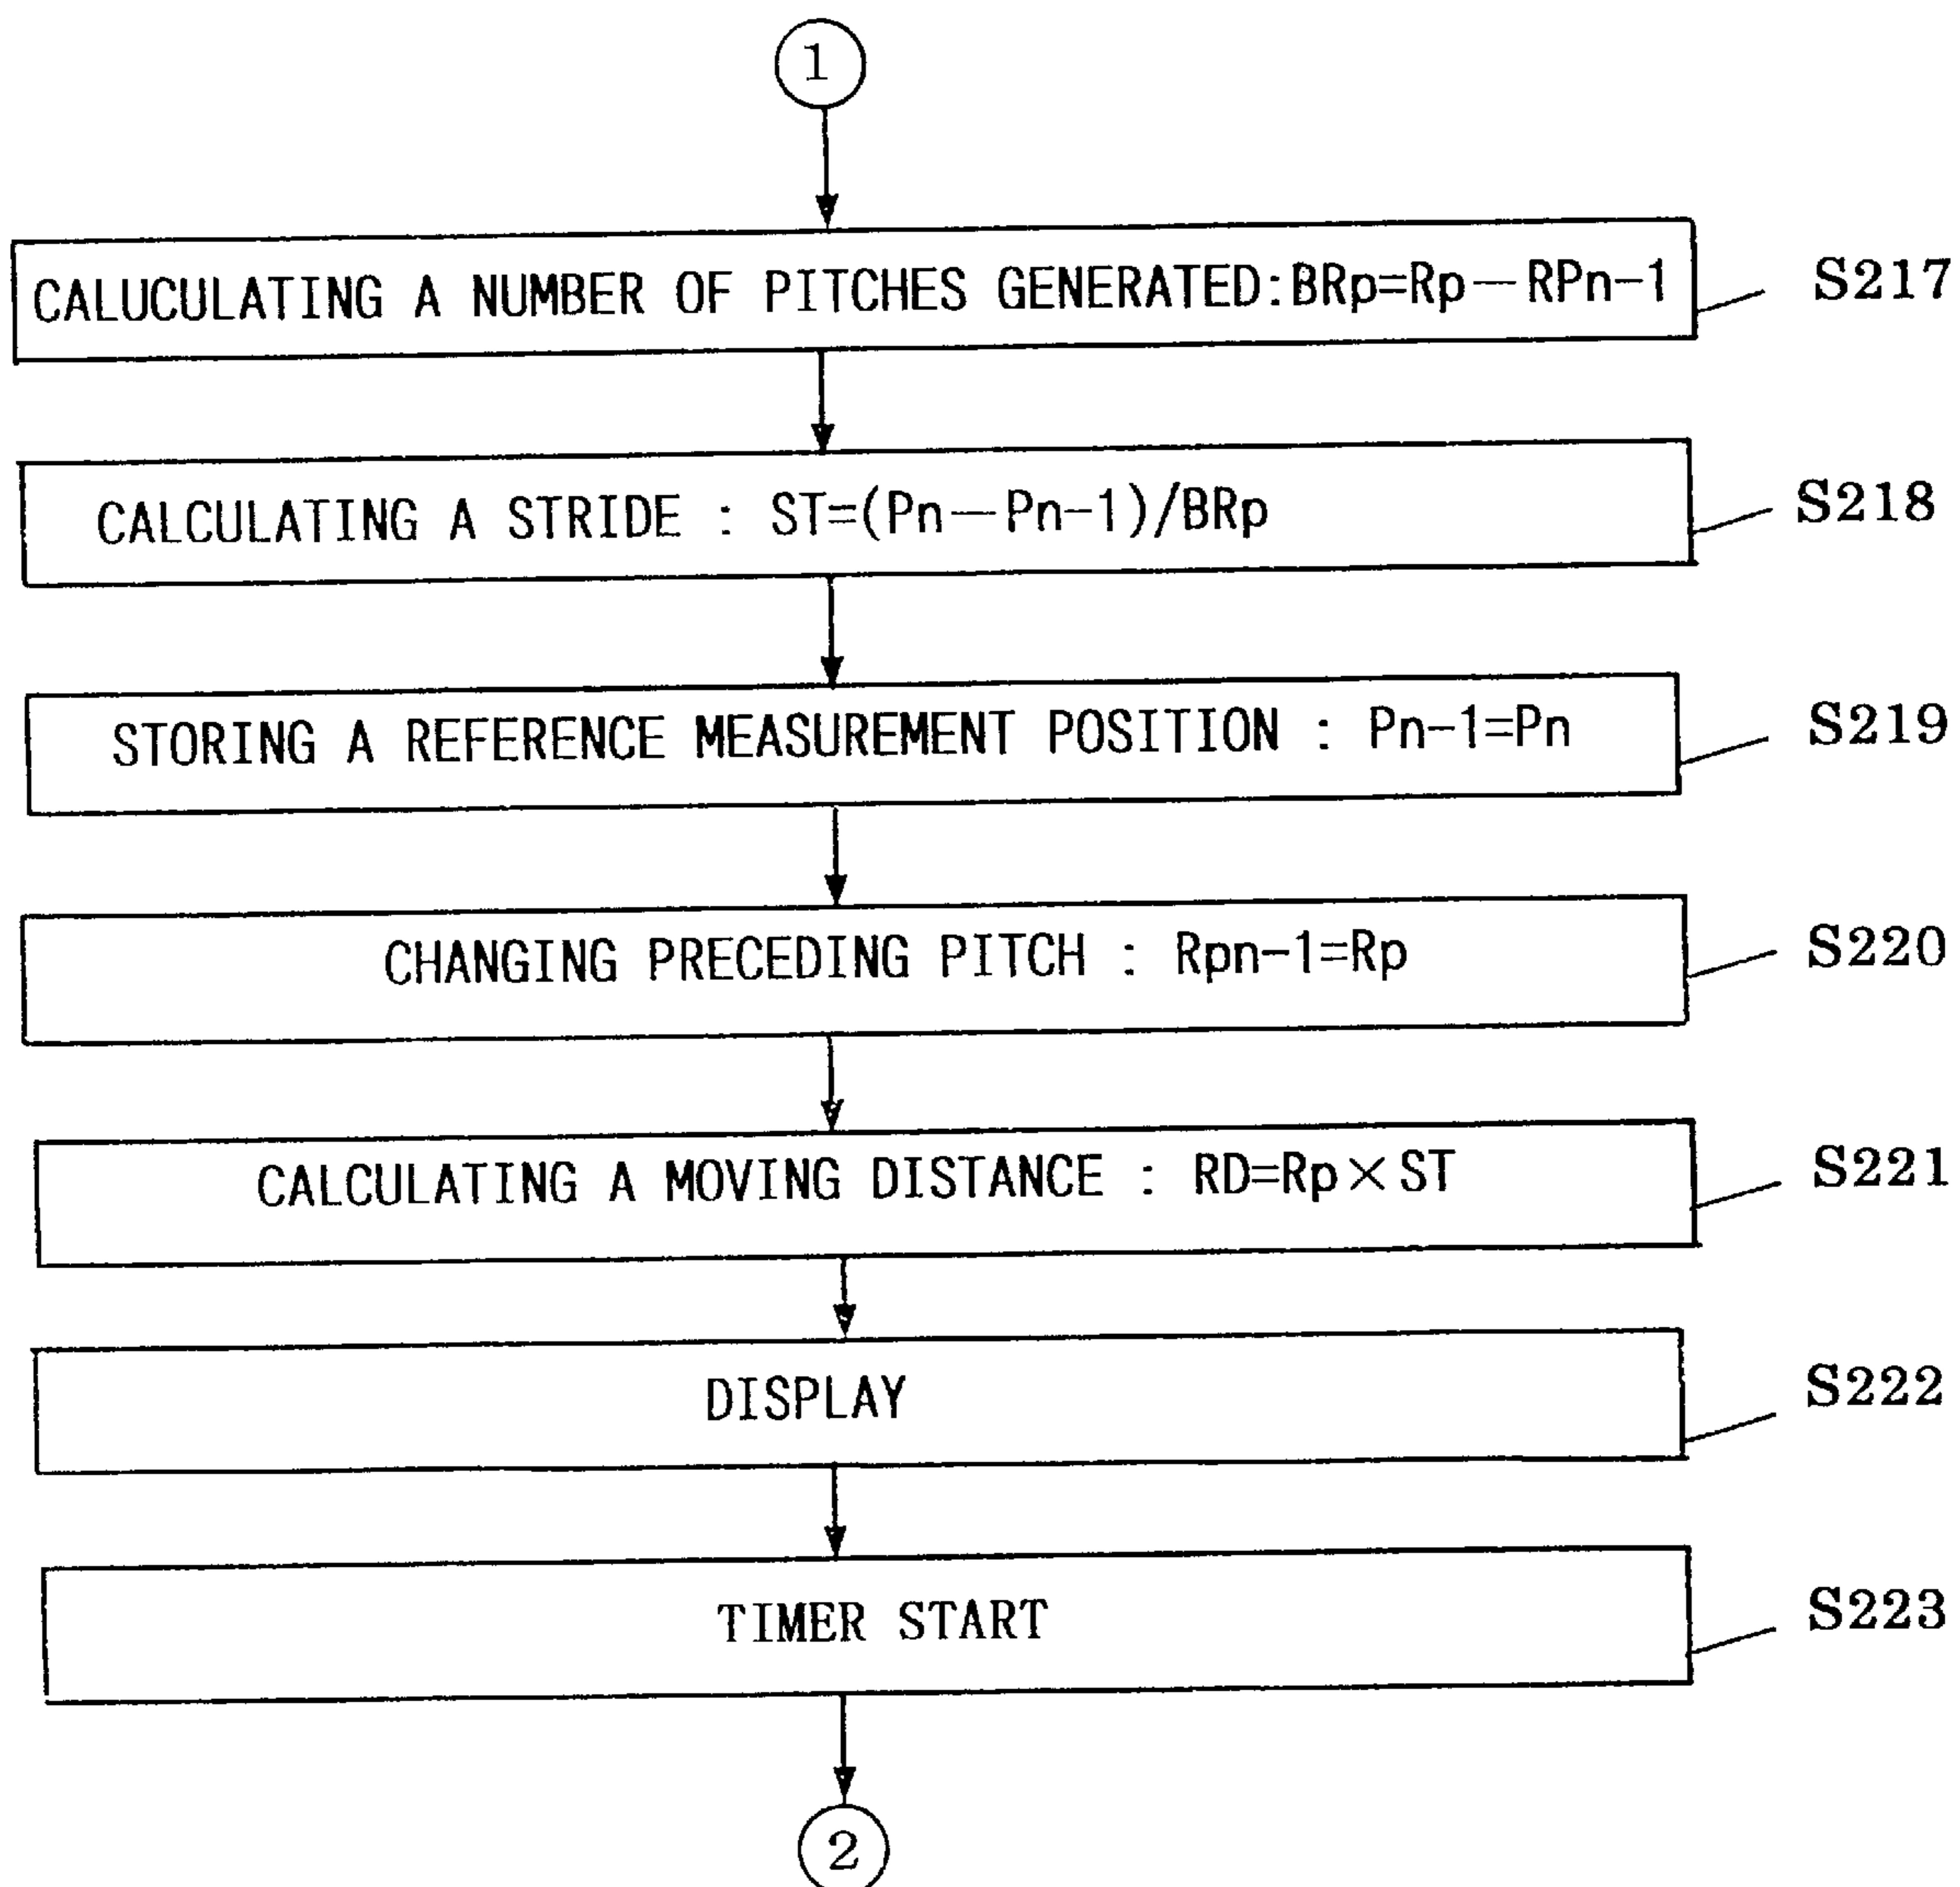 1
CALUCULATING A NUMBER OF PITCHES GENERATED:BRp=Rp—RPn-1 S217
CALCULATING A STRIDE : ST=(Pn—Pn-1)/BRp S218
STORING A REFERENCE MEASUREMENT POSITION : Pn-1=Pn S219
CHANGING PRECEDING PITCH : Rpn-1=Rp S220
CALCULATING A MOVING DISTANCE : RD=Rp×ST S221
DISPLAY S222
TIMER START S223
2